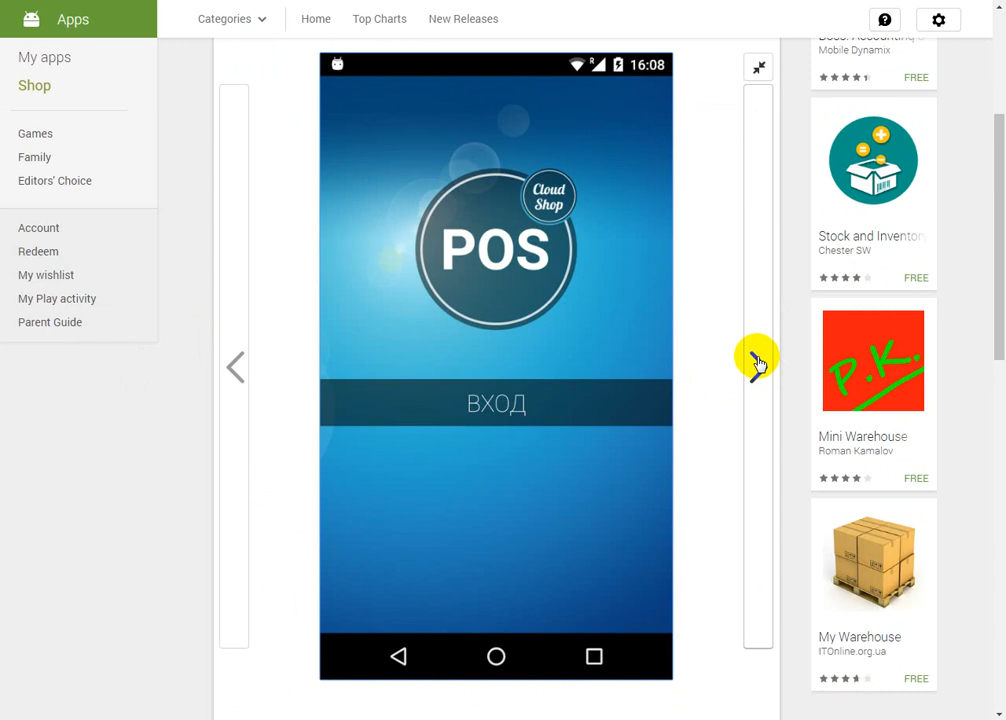 Apps
Categories
Home
Top Charts
New Releases
My apps
Shop
Games
Family
Editors' Choice
Account
Redeem
My wishlist
My Play activity
Parent Guide
R
16:08
Cloud
Shop
POS
ВХОД
Mobile Dynamix
FREE
Stock and Inventor
Chester SW
FREE
P.K.
Mini Warehouse
Roman Kamalov
FREE
My Warehouse
ITOnline.org.ua
FREE